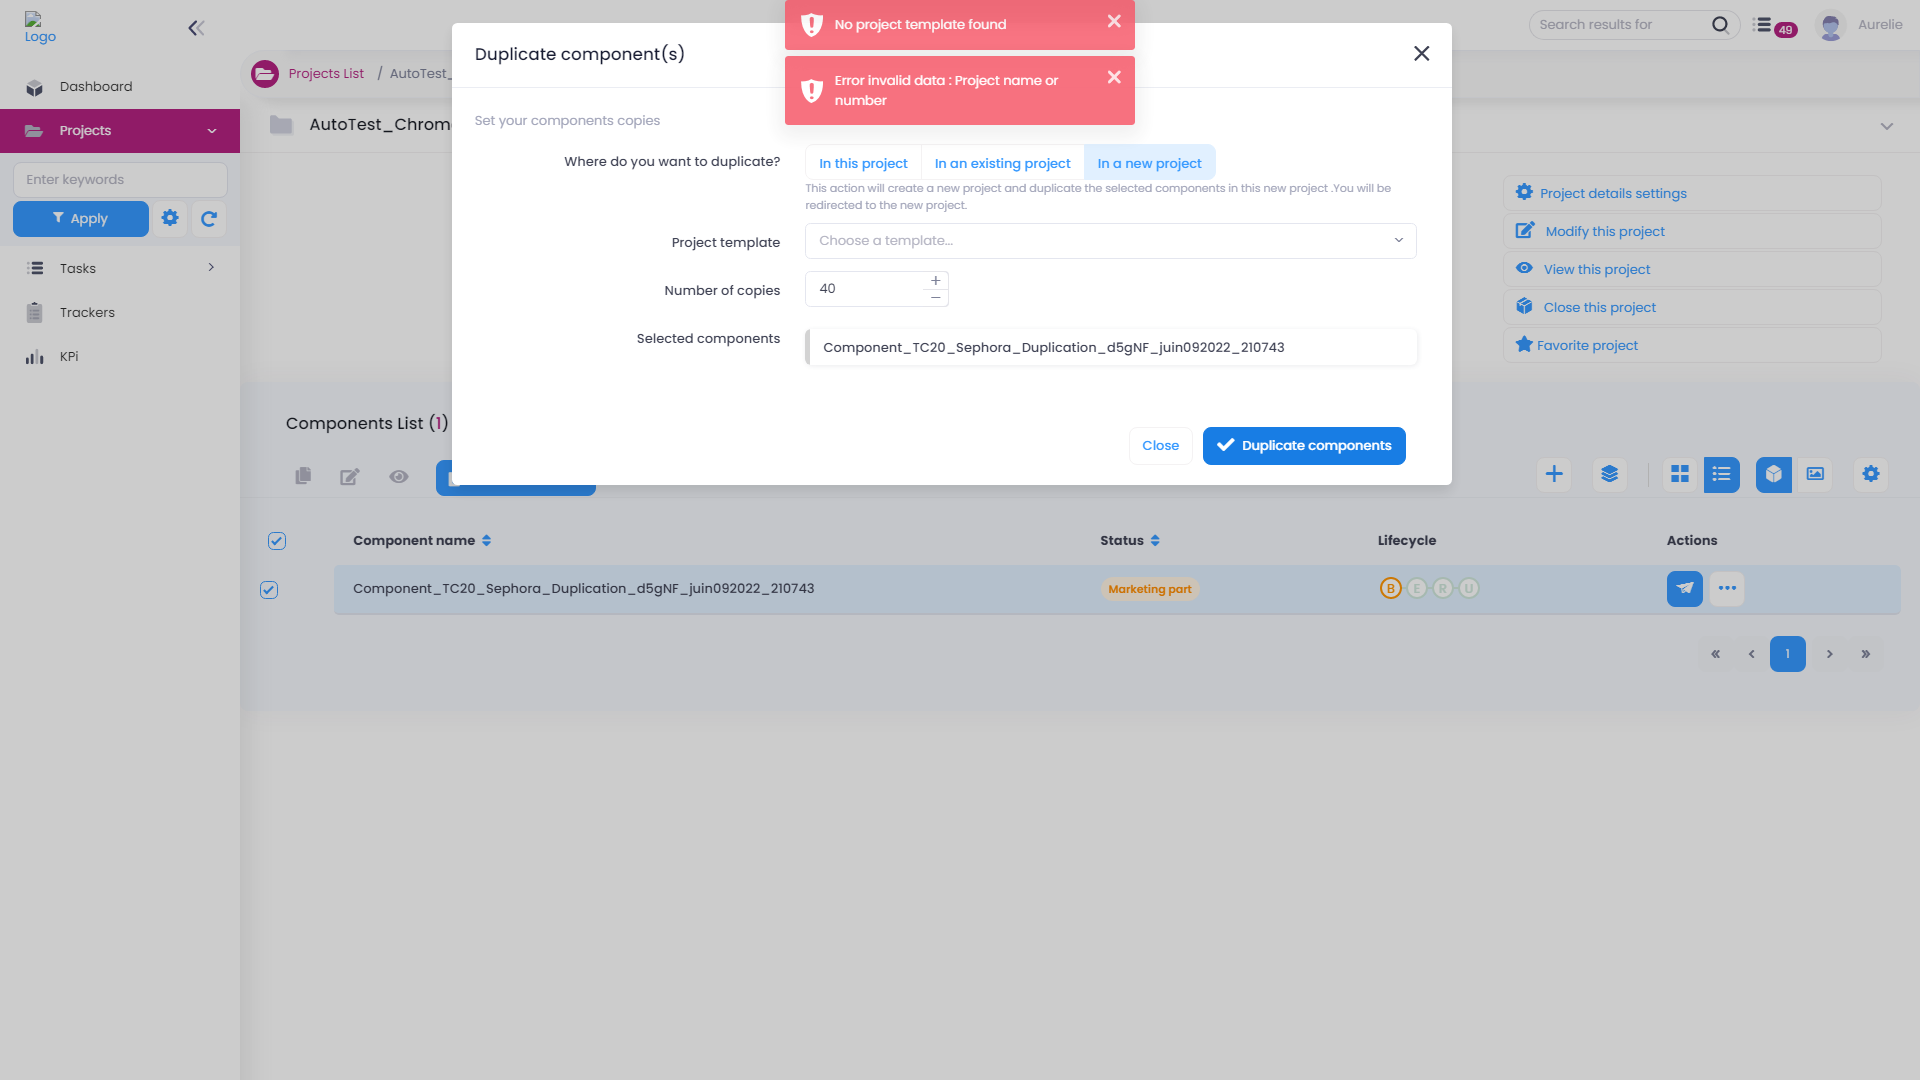 Logo
Dashboard
Projects
Enter keywords
Apply
Tasks
Trackers
KPi
Projects List / AutoTest_
AutoTest_Chrom
Search results for
49
Aurelie
No project template found
Error invalid data : Project name or
number
Duplicate component(s)
Set your components copies
Where do you want to duplicate?
In this project
In an existing project
In a new project
This action will create a new project and duplicate the selected components in this new project .You will be
redirected to the new project.
Project template
Choose a template...
Number of copies
40
Selected components
Component_TC20_Sephora_Duplication_d5gNF_juin092022_210743
Close
Duplicate components
Project details settings
Modify this project
View this project
Close this project
Favorite project
Components List (1)
Component name
Status
Lifecycle
Actions
Component_TC20_Sephora_Duplication_d5gNF_juin092022_210743
Marketing part
B E R U
« ‹ 1 › »